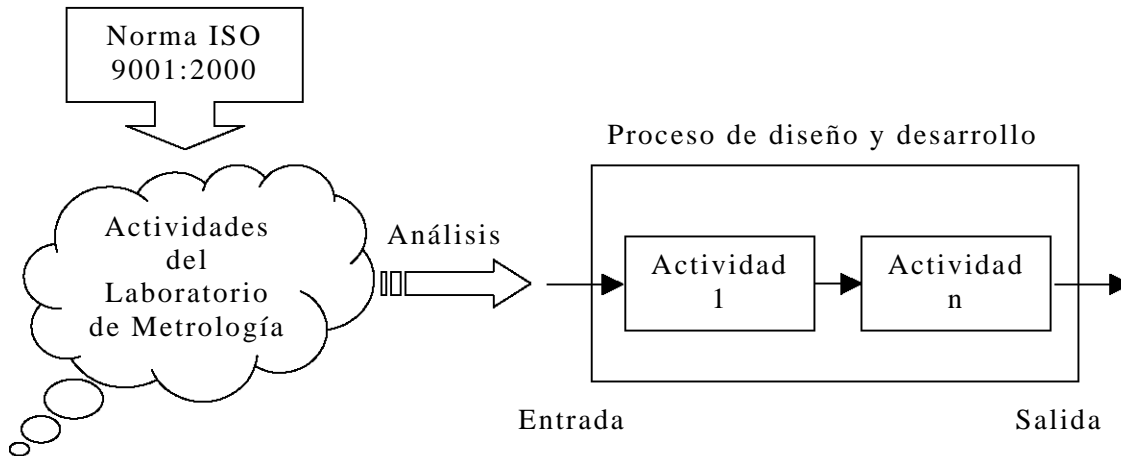 Norma ISO
9001:2000
Proceso de diseño y desarrollo
Actividades
del
Laboratorio
de Metrología
Análisis
Actividad
1
Actividad
n
Entrada
Salida